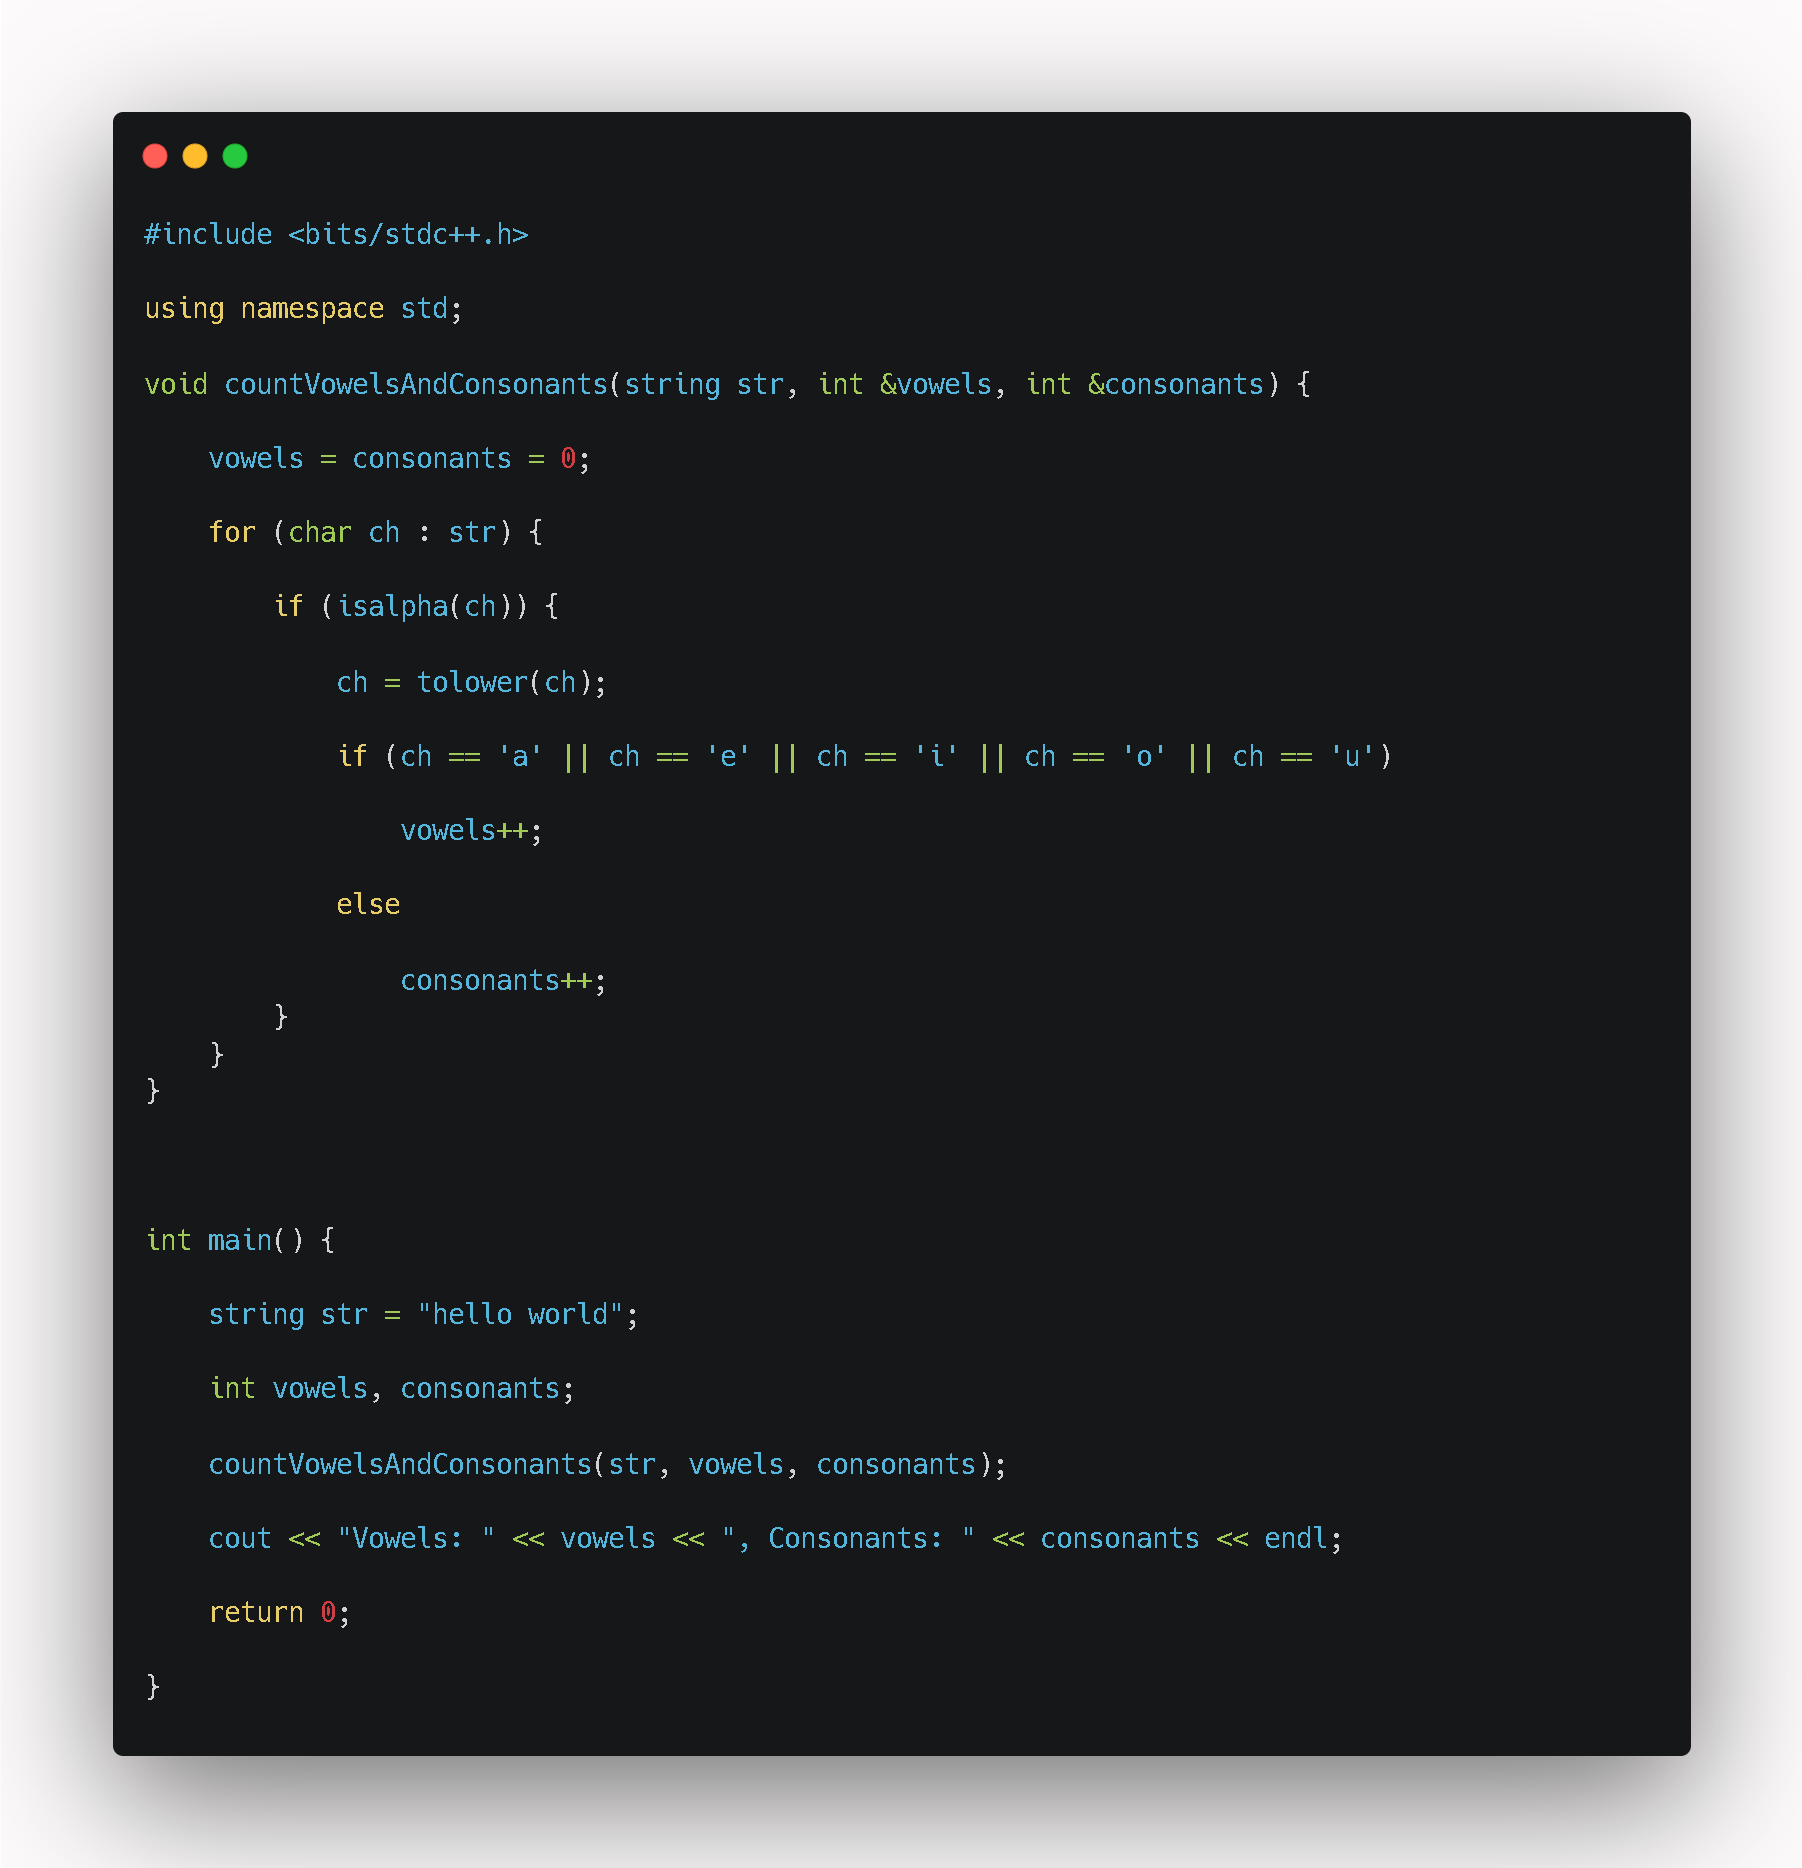 #include <bits/stdc++.h>
using namespace std;
void countVowelsAndConsonants(string str, int &vowels, int &consonants) {
    vowels = consonants = 0;
    for (char ch : str) {
        if (isalpha(ch)) {
            ch = tolower(ch);
            if (ch == 'a' || ch == 'e' || ch == 'i' || ch == 'o' || ch == 'u')
                vowels++;
            else
                consonants++;
        }
    }
}
int main() {
    string str = "hello world";
    int vowels, consonants;
    countVowelsAndConsonants(str, vowels, consonants);
    cout << "Vowels: " << vowels << ", Consonants: " << consonants << endl;
    return 0;
}